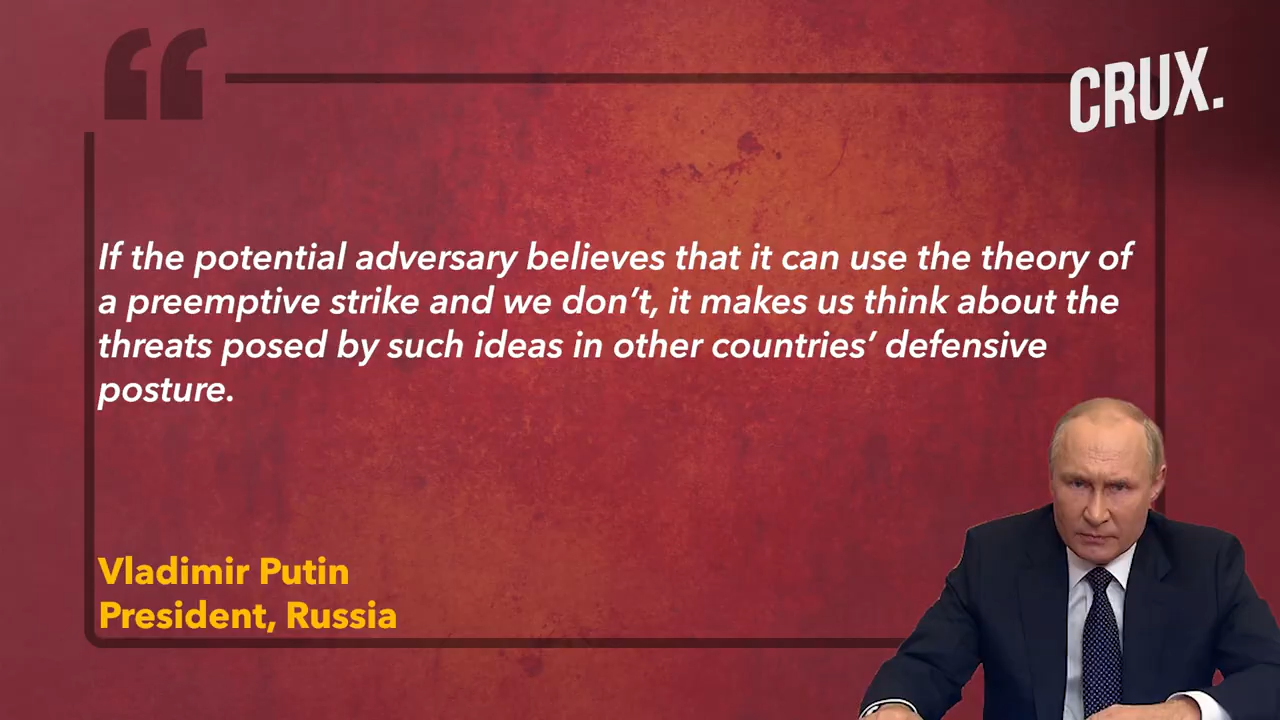 CRUX.
If the potential adversary believes that it can use the theory of
a preemptive strike and we don’t, it makes us think about the
threats posed by such ideas in other countries’ defensive
posture.
Vladimir Putin
President, Russia